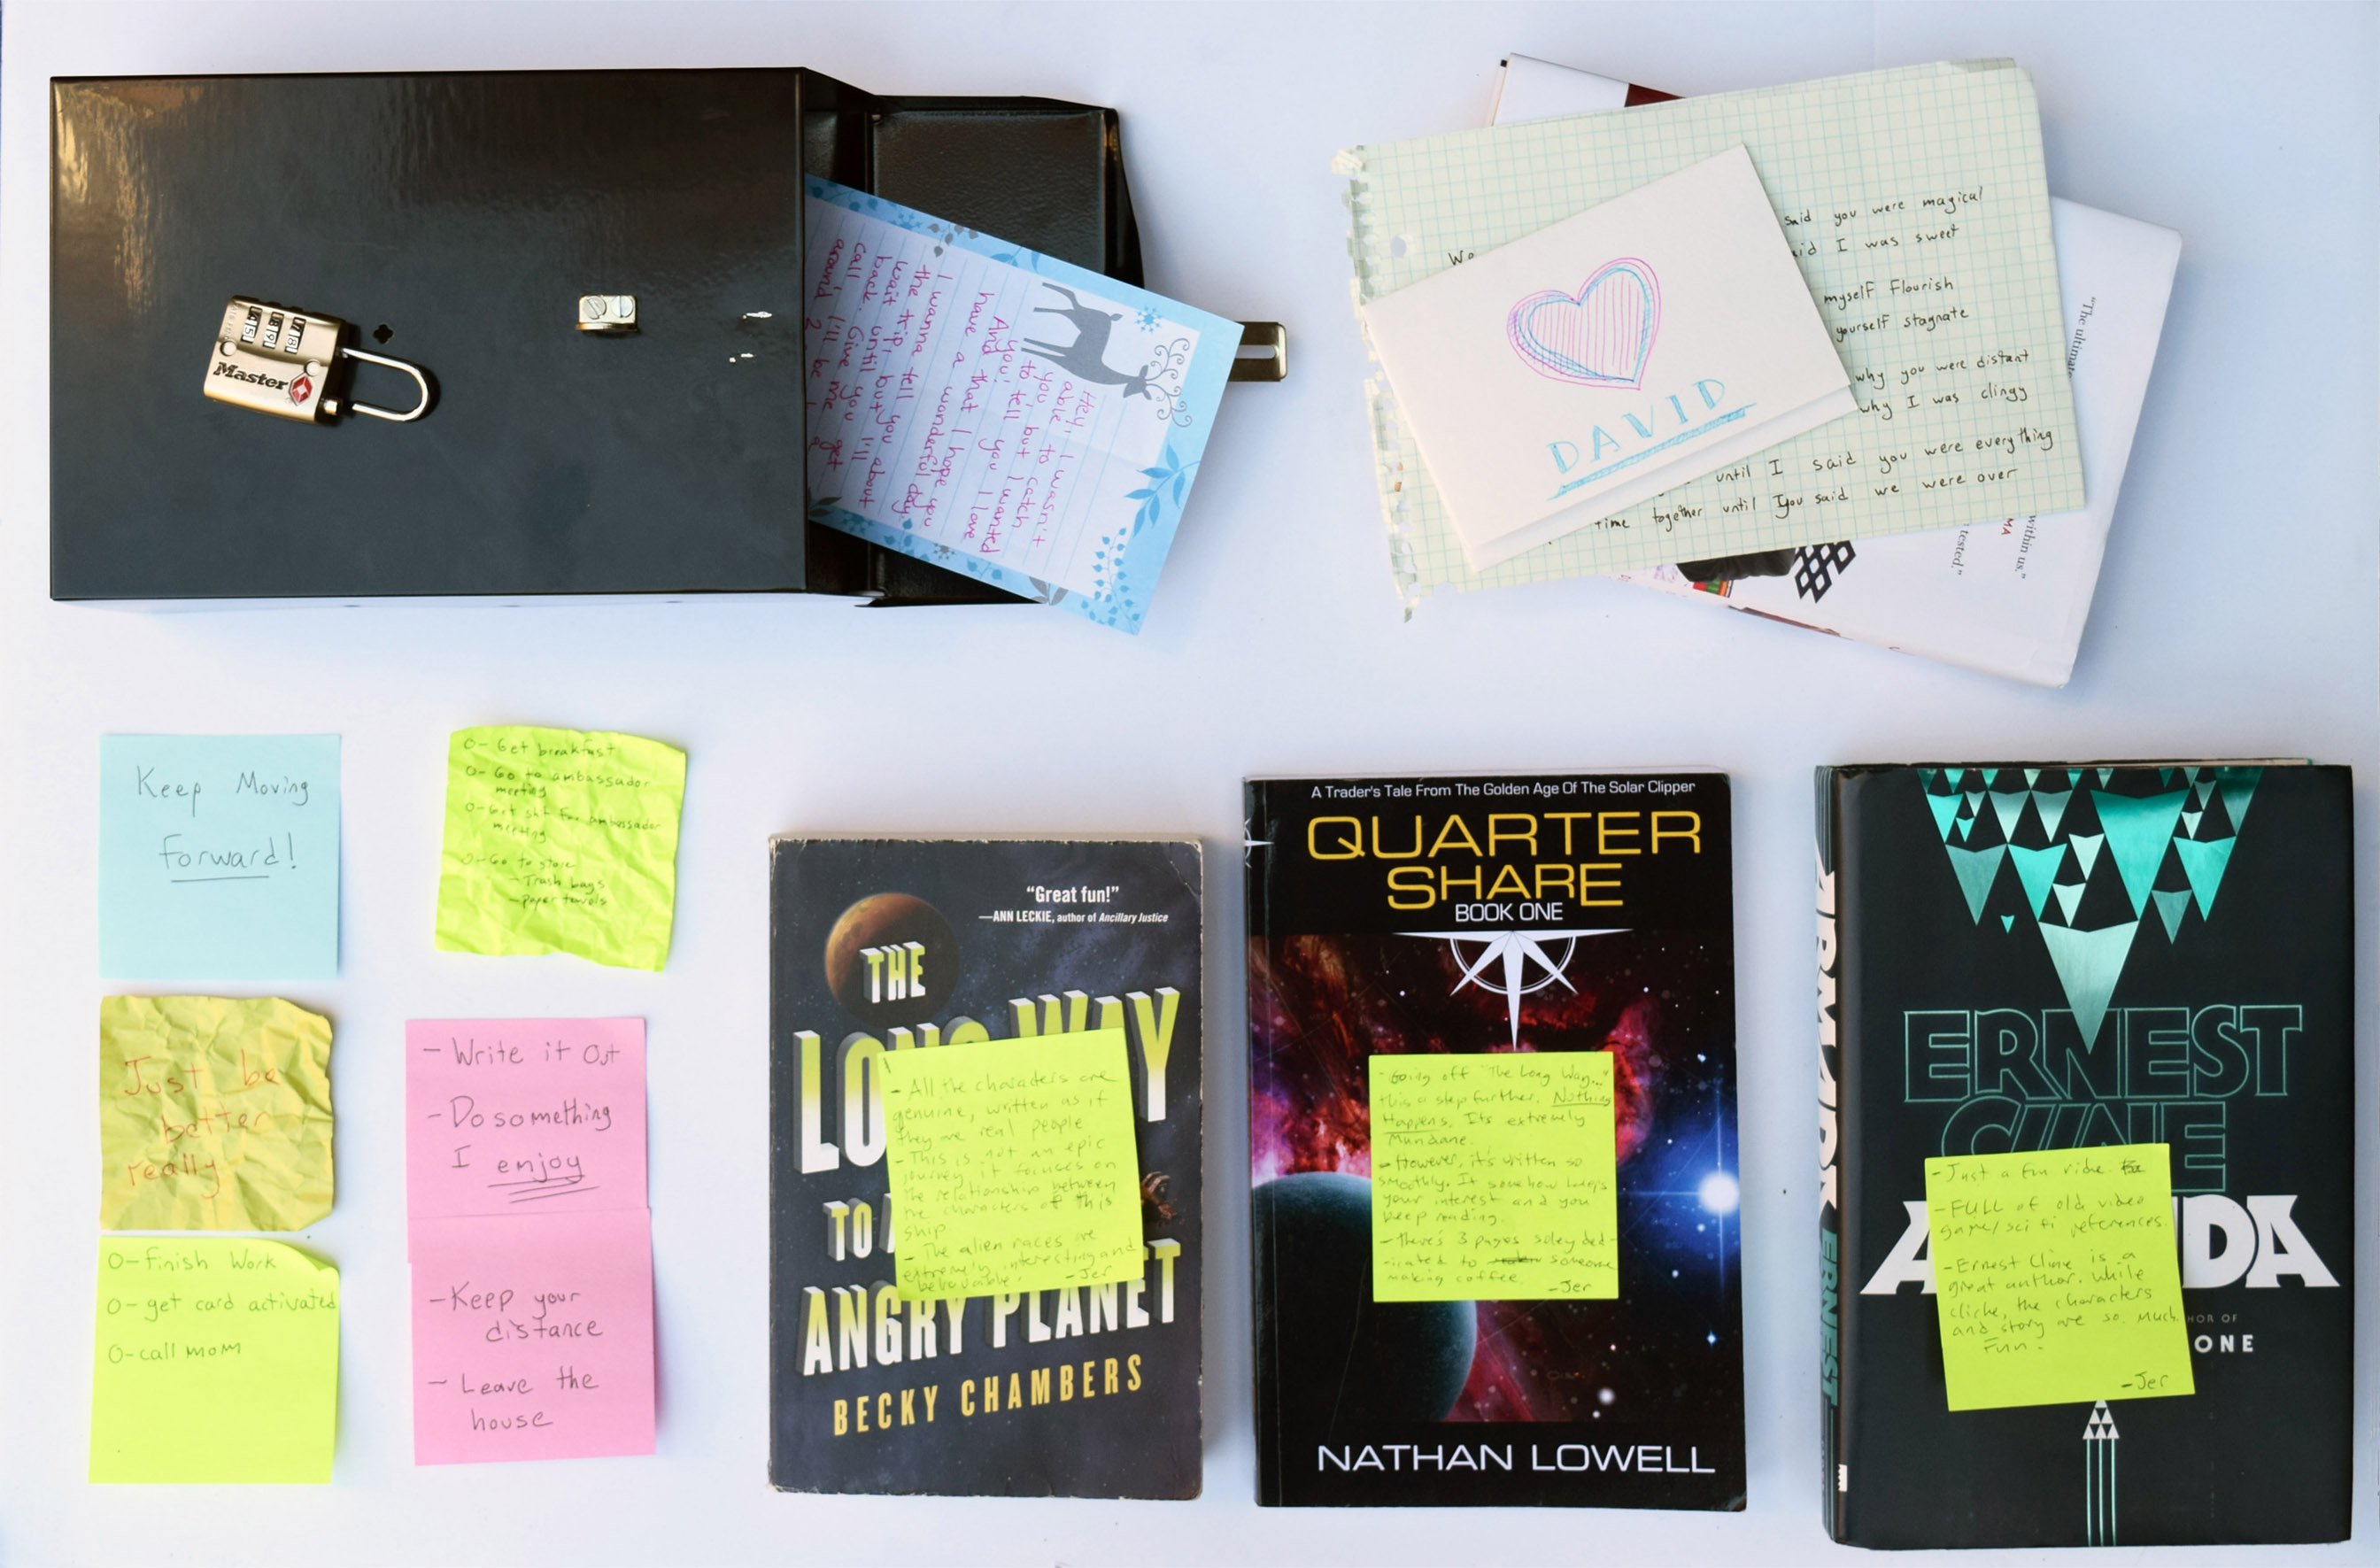 Master
Hey, I wasn't
able to catch
you, but I wanted
to tell you I love
you!
And that I hope you
have a wonderful day.
I wanna tell you about
the trip, but I'll
wait until you get
back. Give me a
call, I'll be
around 2
said you were magical
I was sweet
myself Flourish
yourself stagnate
why you were distant
why I was clingy
until I said you were everything
Time together until You said we were over
DAVID
"The ultimate
within us."
MA
tested."
Keep Moving
forward!
O- Get breakfast
O- Go to ambassador
meeting
O- Get sht for ambassador
meeting
O- Go to store
- Trash bags
- paper towels
Just be
better
really
- Write it Out
- Do something
I enjoy
O- Finish Work
O- get card activated
O- call mom
- Keep your
distance
- Leave the
house
"Great fun!"
—ANN LECKIE, author of Ancillary Justice
THE
LONG WAY
TO A
ANGRY PLANET
BECKY CHAMBERS
- All the characters are
genuine, written as if
they are real people
- This is not an epic
journey, it focuses on
the relationship between
the characters of this
ship
- The alien races are
extremely interesting and
believable.
- Jer
A Trader's Tale From The Golden Age Of The Solar Clipper
QUARTER
SHARE
BOOK ONE
- Going off "The Long Way..."
this a step further. Nothing
Happens. Its extremely
Mundane.
- However, it's written so
smoothly. It somehow keeps
your interest and you
keep reading.
- There's 3 pages soley ded-
icated to someone
making coffee.
- Jer
NATHAN LOWELL
ERNEST
ERNEST
CLINE
A DA
HOR OF
ONE
- Just a fun ride.
- FULL of old video
game/sci fi references.
- Ernest Cline is a
great author. While
cliche, the characters
and story are so much
Fun.
- Jer